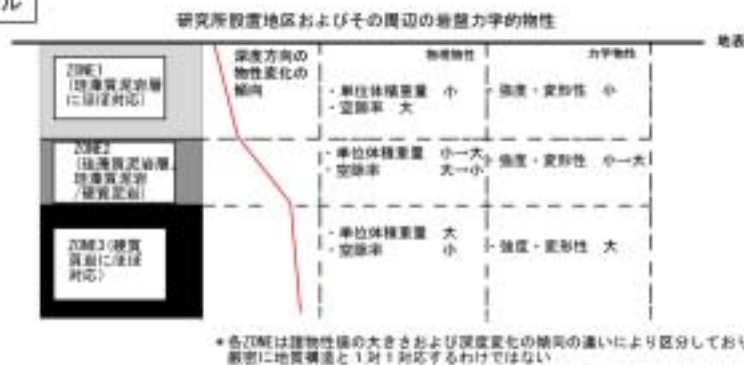 ル
研究所設置地区およびその周辺の岩盤力学的物性
地表
ZONE1
(珪藻質泥岩層
にほぼ対応)
深度方向の
物性変化の
傾向
物理物性
・単位体積重量 小
・空隙率 大
力学物性
・強度・変形性 小
ZONE2
(珪藻質泥岩層,
珪藻質泥岩
/硬質泥岩)
・単位体積重量 小→大
・空隙率 大→小
・強度・変形性 小→大
ZONE3(硬質
頁岩にほぼ
対応)
・単位体積重量 大
・空隙率 小
・強度・変形性 大
*各ZONEは諸物性値の大きさおよび深度変化の傾向の違いにより区分しており
厳密に地質構造と1対1対応するわけではない